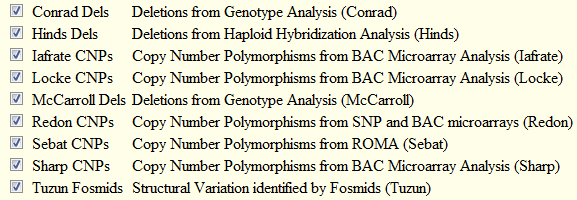 Conrad Dels Deletions from Genotype Analysis (Conrad)
Hinds Dels Deletions from Haploid Hybridization Analysis (Hinds)
Iafrate CNPs Copy Number Polymorphisms from BAC Microarray Analysis (Iafrate)
Locke CNPs Copy Number Polymorphisms from BAC Microarray Analysis (Locke)
McCarroll Dels Deletions from Genotype Analysis (McCarroll)
Redon CNPs Copy Number Polymorphisms from SNP and BAC microarrays (Redon)
Sebat CNPs Copy Number Polymorphisms from ROMA (Sebat)
Sharp CNPs Copy Number Polymorphisms from BAC Microarray Analysis (Sharp)
Tuzun Fosmids Structural Variation identified by Fosmids (Tuzun)